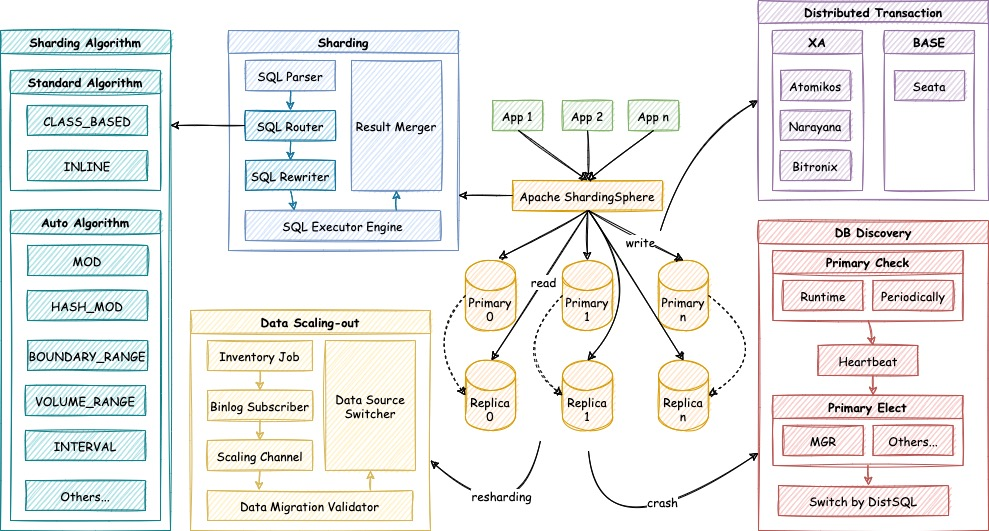 Sharding Algorithm
Standard Algorithm
CLASS_BASED
INLINE
Auto Algorithm
MOD
HASH_MOD
BOUNDARY_RANGE
VOLUME_RANGE
INTERVAL
Others...
Sharding
SQL Parser
SQL Router
SQL Rewriter
Result Merger
SQL Executor Engine
Data Scaling-out
Inventory Job
Binlog Subscriber
Scaling Channel
Data Source
Switcher
Data Migration Validator
App 1
App 2
App n
Apache ShardingSphere
write
read
Primary
0
Primary
1
Primary
n
Replica
0
Replica
1
Replica
n
resharding
crash
Distributed Transaction
XA
Atomikos
Narayana
Bitronix
BASE
Seata
DB Discovery
Primary Check
Runtime
Periodically
Heartbeat
Primary Elect
MGR
Others...
Switch by DistSQL